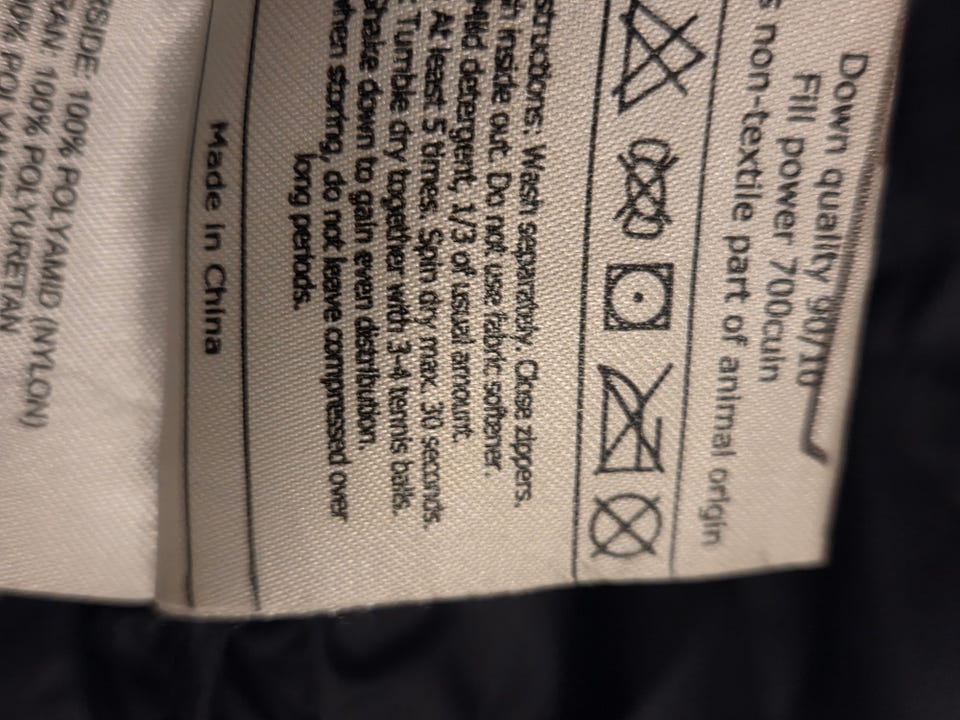 Down quality 90/10
Fill power 700cuin
non-textile part of animal origin
Wash separately. Close zippers.
inside out. Do not use fabric softener.
Mild detergent, 1/3 of usual amount.
At least 5 times. Spin dry max. 30 seconds.
Tumble dry together with 3-4 tennis balls.
Shake down to gain even distribution.
When storing, do not leave compressed over
long periods.
Made in China
100% POLYAMID (NYLON)
100% POLYURETAN